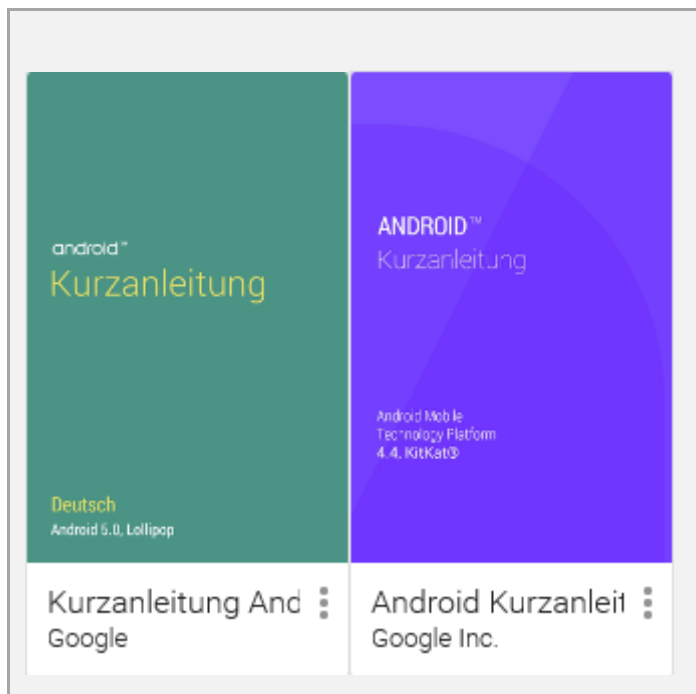 android™
Kurzanleitung
Deutsch
Android 5.0, Lollipop
Kurzanleitung And
Google
ANDROID™
Kurzanleitung
Android Mobile
Technology Platform
4.4, KitKat®
Android Kurzanleit
Google Inc.